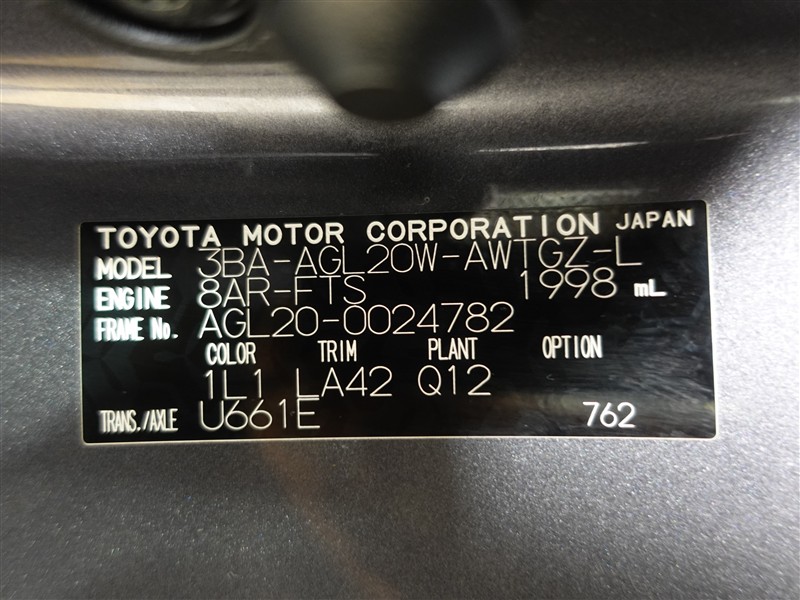 TOYOTA MOTOR CORPORATION JAPAN
MODEL 3BA-AGL20W-AWTGZ-L
ENGINE 8AR-FTS 1998 mL
FRAME No. AGL20-0024782
COLOR TRIM PLANT OPTION
1L1 LA42 Q12
TRANS./AXLE U661E 762